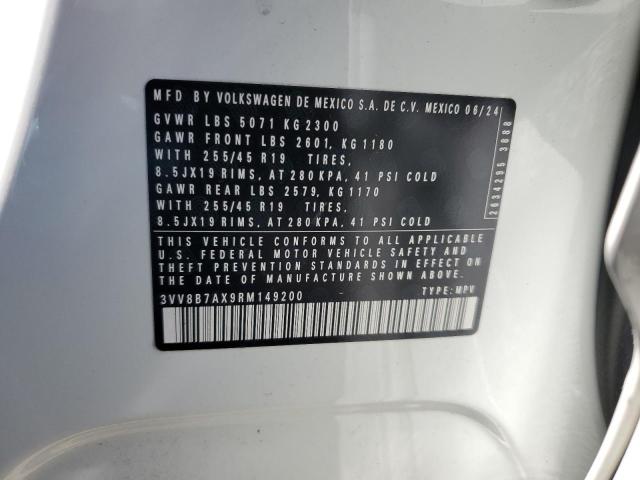 MFD BY VOLKSWAGEN DE MEXICO S.A. DE C.V. MEXICO 06/24
GVWR LBS 5071 KG 2300
GAWR FRONT LBS 2601, KG 1180
WITH 255/45 R19 TIRES,
8.5JX19 RIMS, AT 280 KPA, 41 PSI COLD
GAWR REAR LBS 2579, KG 1170
WITH 255/45 R19 TIRES,
8.5JX19 RIMS, AT 280 KPA, 41 PSI COLD
THIS VEHICLE CONFORMS TO ALL APPLICABLE
U.S. FEDERAL MOTOR VEHICLE SAFETY AND
THEFT PREVENTION STANDARDS IN EFFECT ON
THE DATE OF MANUFACTURE SHOWN ABOVE.
3VV8B7AX9RM149200 TYPE: MPV
2634295 3888